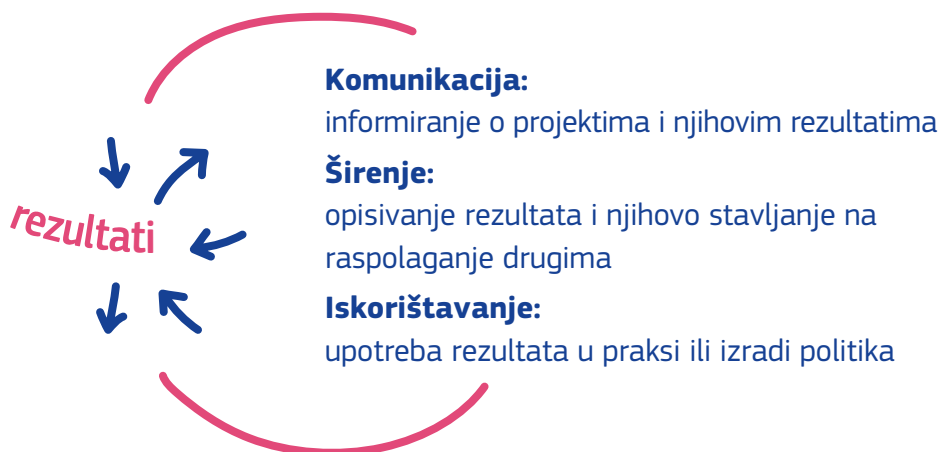 Komunikacija:
informiranje o projektima i njihovim rezultatima
Širenje:
opisivanje rezultata i njihovo stavljanje na
raspolaganje drugima
Iskorištavanje:
upotreba rezultata u praksi ili izradi politika
rezultati